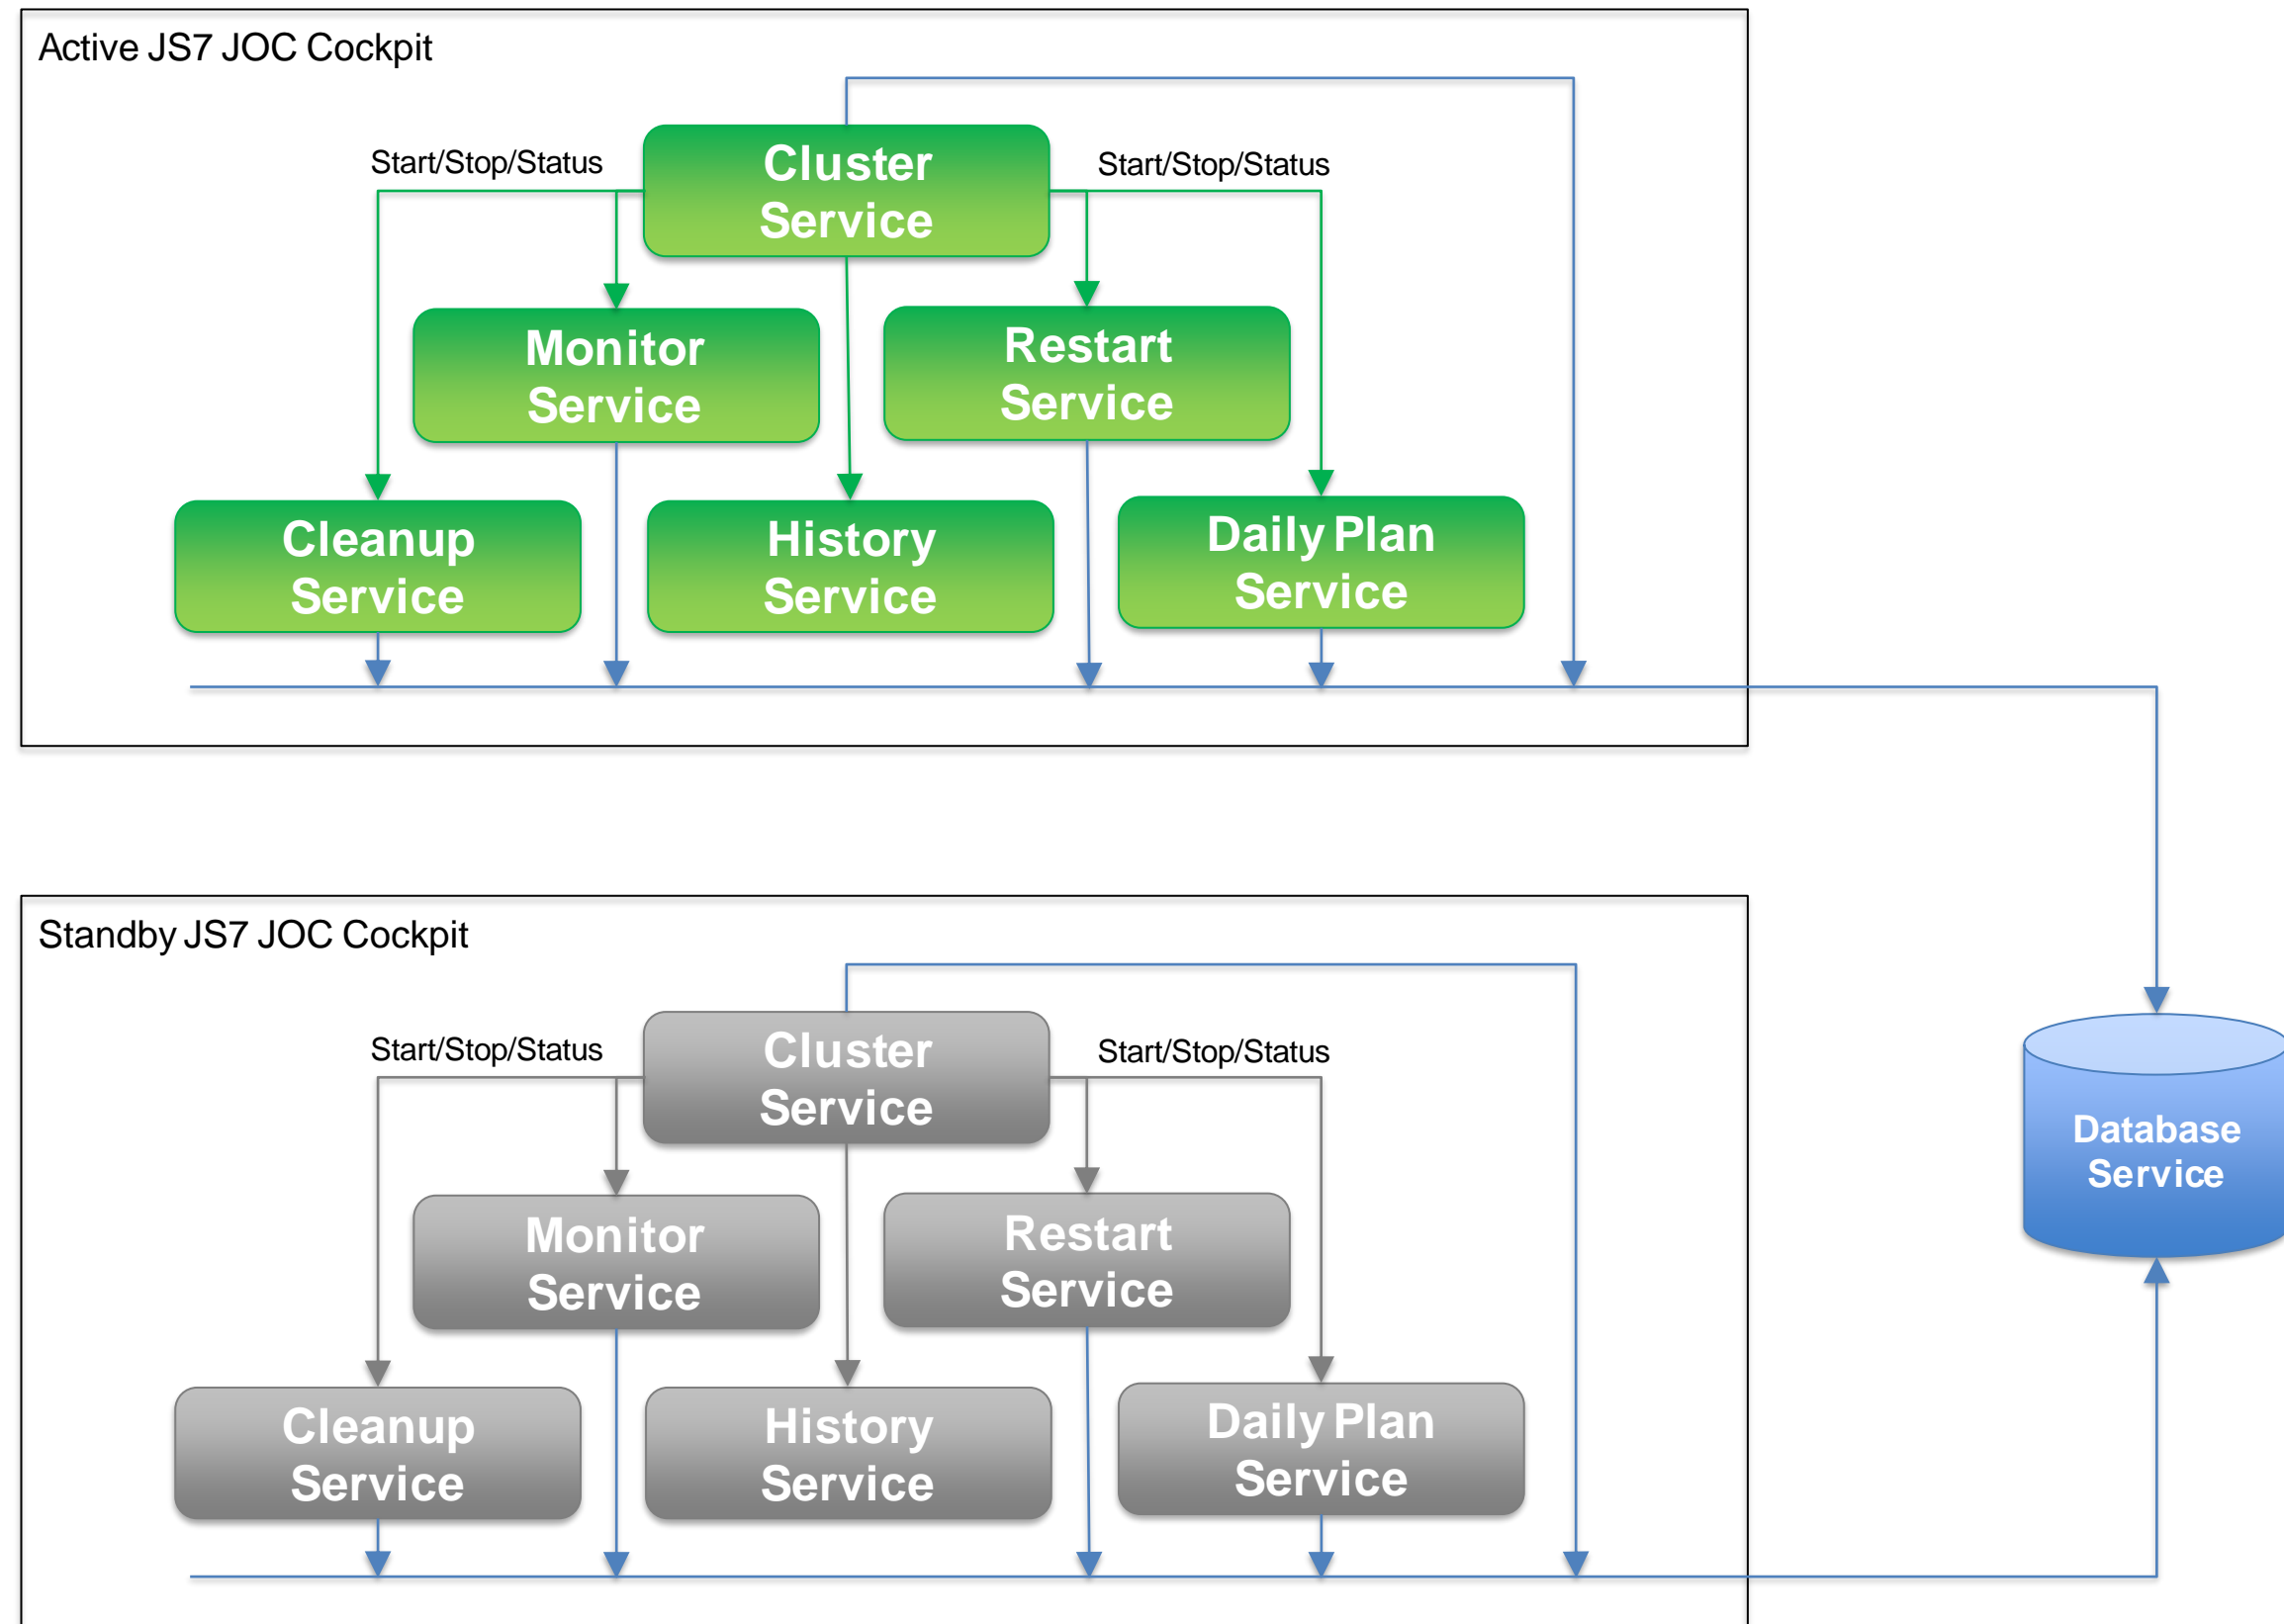 Active JS7 JOC Cockpit
Start/Stop/Status
Cluster
Service
Start/Stop/Status
Monitor
Service
Restart
Service
Cleanup
Service
History
Service
Daily Plan
Service
Standby JS7 JOC Cockpit
Start/Stop/Status
Cluster
Service
Start/Stop/Status
Monitor
Service
Restart
Service
Cleanup
Service
History
Service
Daily Plan
Service
Database
Service